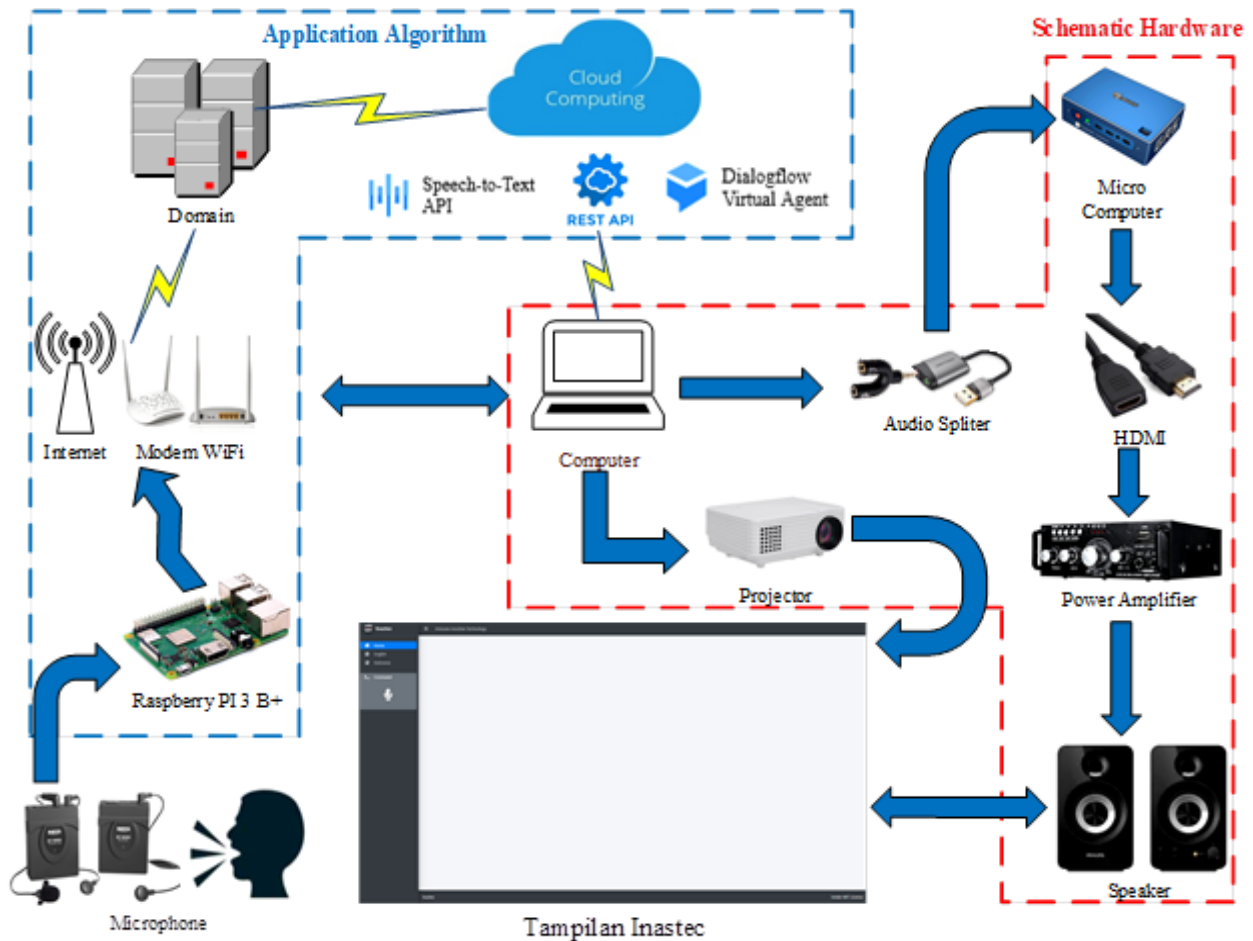 Application Algorithm
Schematic Hardware
Cloud
Computing
Speech-to-Text
API
REST API
Dialogflow
Virtual Agent
Domain
Micro
Computer
Internet
Modem WiFi
Computer
Audio Spliter
HDMI
Projector
Power Amplifier
Raspberry PI 3 B+
Microphone
Speaker
Tampilan Inastec